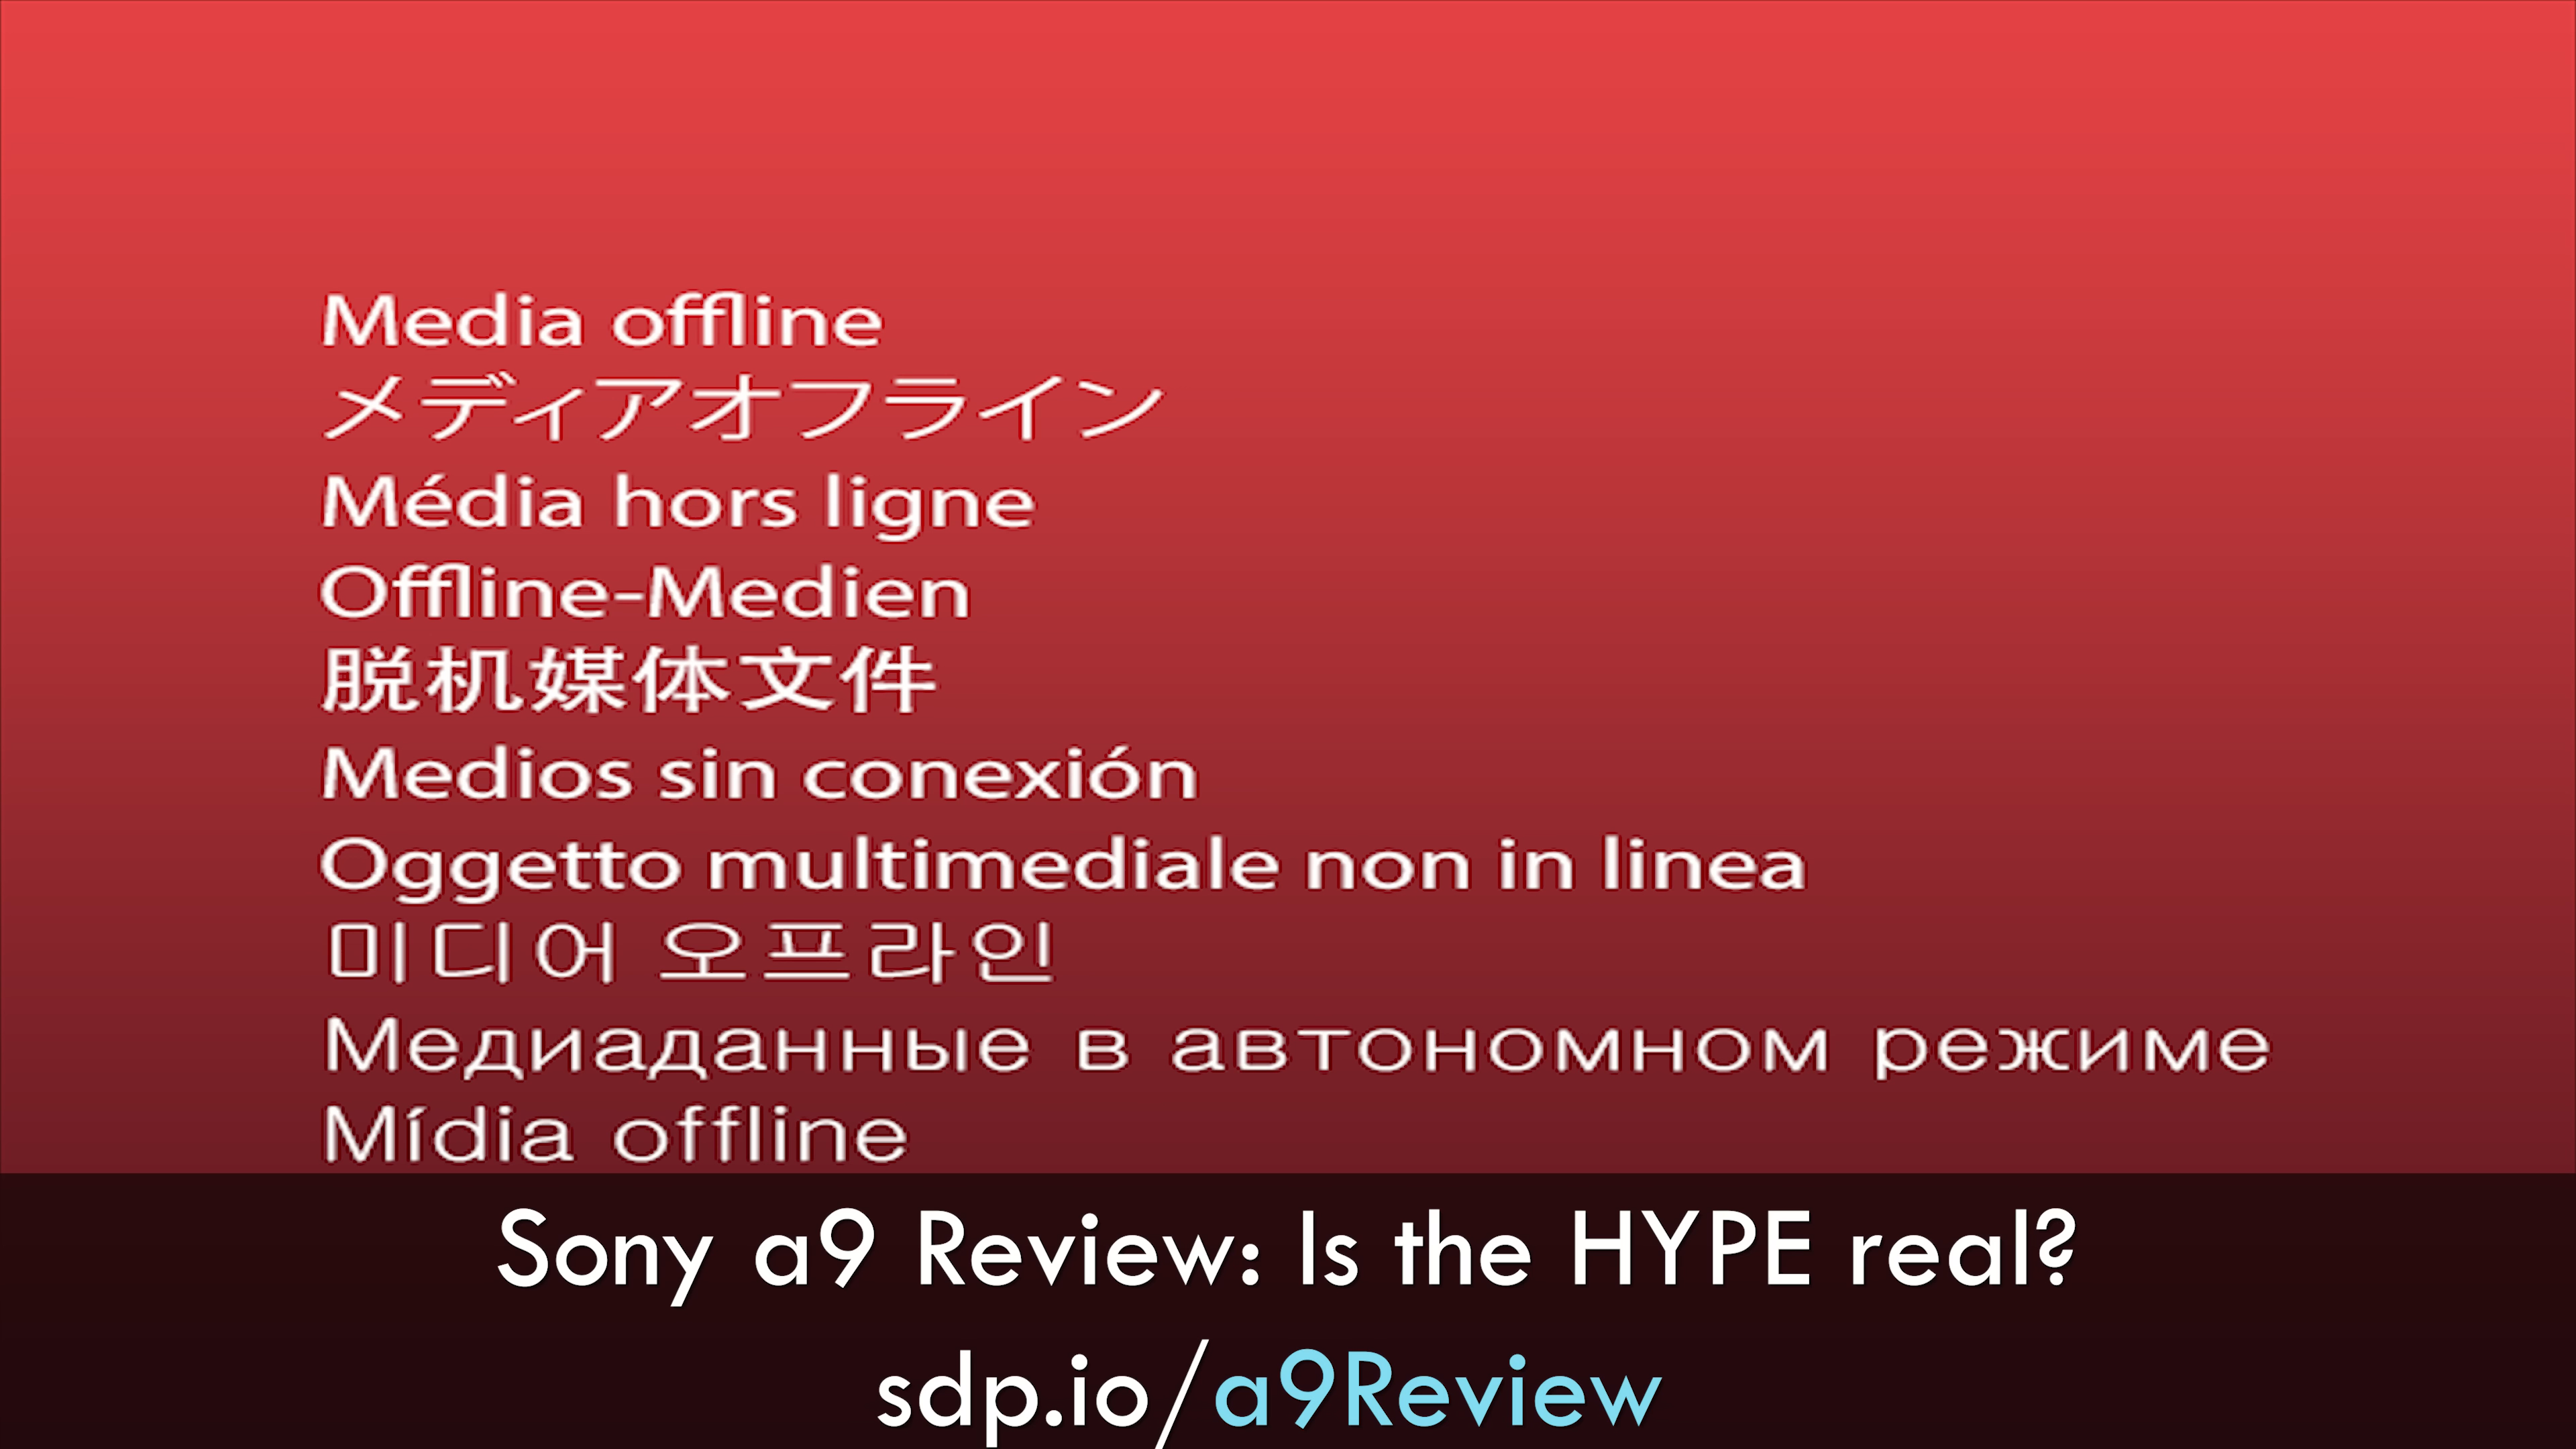 Media offline
メディアオフライン
Média hors ligne
Offline-Medien
脱机媒体文件
Medios sin conexión
Oggetto multimediale non in linea
미디어 오프라인
Медиаданные в автономном режиме
Mídia offline
Sony a9 Review: Is the HYPE real?
sdp.io/a9Review